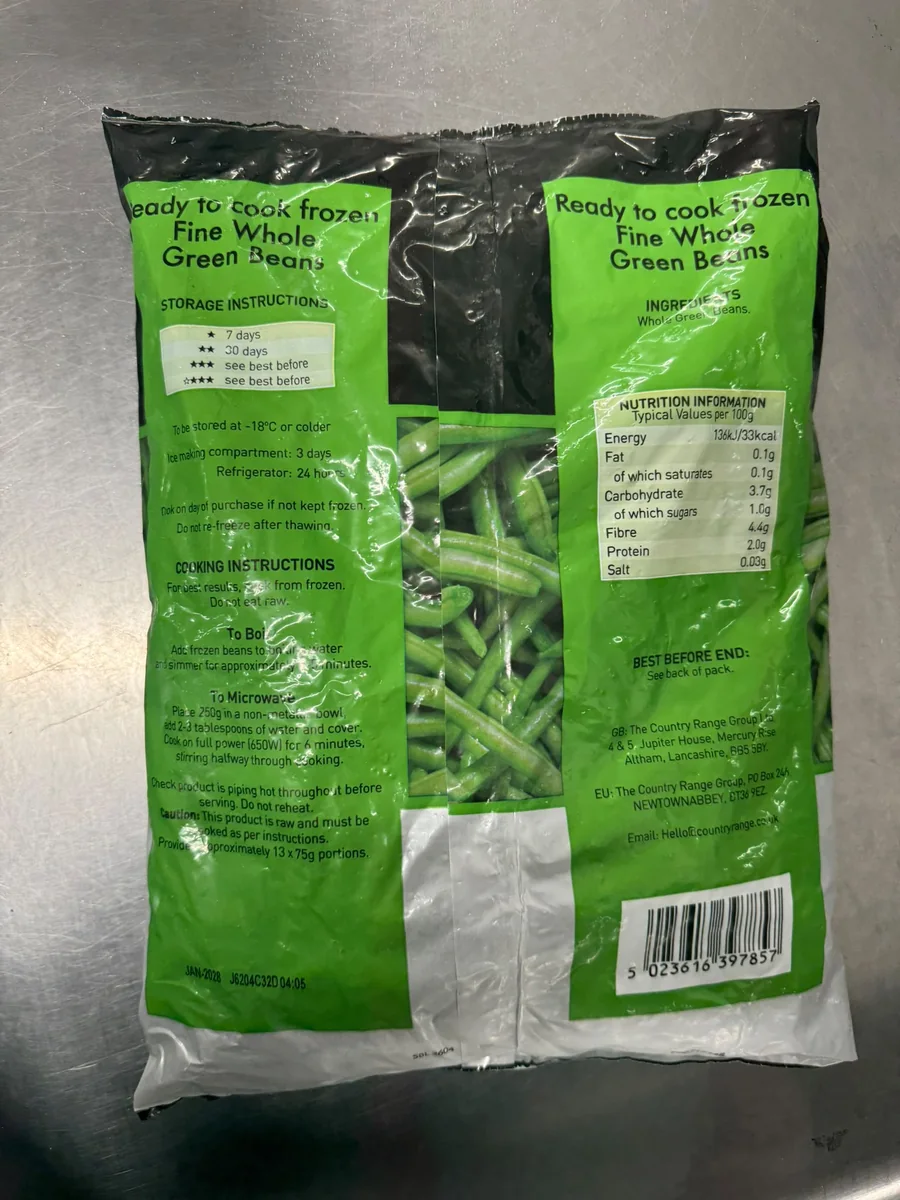 eady to cook frozen
Fine Whole
Green Beans
STORAGE INSTRUCTIONS
★ 7 days
★★ 30 days
★★★ see best before
☆★★★ see best before
To be stored at -18°C or colder
Ice making compartment: 3 days
Refrigerator: 24 hours
Cook on day of purchase if not kept frozen.
Do not re-freeze after thawing.
COOKING INSTRUCTIONS
For best results, cook from frozen.
Do not eat raw.
To Boil
Add frozen beans to boiling water
and simmer for approximately minutes.
To Microwave
Place 250g in a non-metallic bowl,
add 2-3 tablespoons of water and cover.
Cook on full power (650W) for 6 minutes,
stirring halfway through cooking.
Check product is piping hot throughout before
serving. Do not reheat.
Caution: This product is raw and must be
cooked as per instructions.
Provides approximately 13 x 75g portions.
JAN-2028 J6204C32D 04:05
Ready to cook frozen
Fine Whole
Green Beans
INGREDIENTS
Whole Green Beans.
NUTRITION INFORMATION
Typical Values per 100g
Energy 136kJ/33kcal
Fat 0.1g
of which saturates 0.1g
Carbohydrate 3.7g
of which sugars 1.0g
Fibre 4.4g
Protein 2.0g
Salt 0.03g
BEST BEFORE END:
See back of pack.
GB: The Country Range Group Ltd
4 & 5, Jupiter House, Mercury Rise
Altham, Lancashire, BB5 5BY.
EU: The Country Range Group, PO Box
NEWTOWNABBEY, BT36 9EZ.
Email: Hello@countryrange.co.uk
5 023616 397857